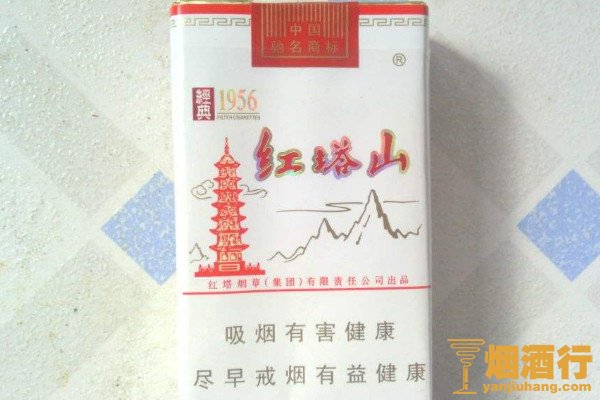 中国
驰名商标
®
經典
1956
FILTER CIGARETTES
红塔山
红塔烟草(集团)有限责任公司出品
吸烟有害健康
尽早戒烟有益健康
烟酒行
yanjiuhang.com